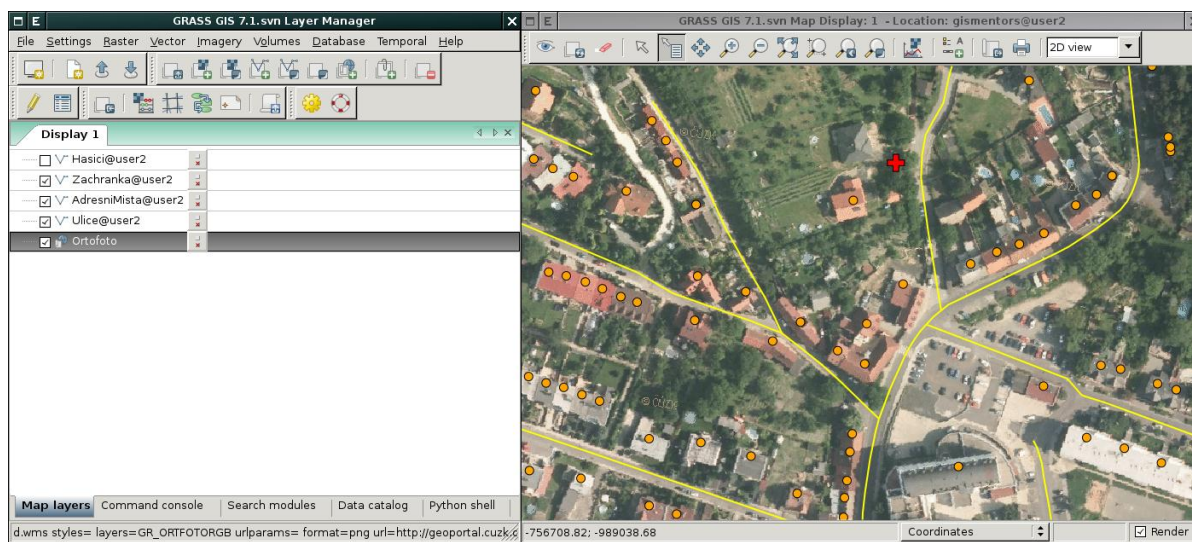 GRASS GIS 7.1.svn Layer Manager
File Settings Raster Vector Imagery Volumes Database Temporal Help
Display 1
Hasici@user2
Zachranka@user2
AdresniMista@user2
Ulice@user2
Ortofoto
Map layers Command console Search modules Data catalog Python shell
d.wms styles= layers=GR_ORTFOTORGB urlparams= format=png url=http://geoportal.cuzk.c
GRASS GIS 7.1.svn Map Display: 1 - Location: gismentors@user2
2D view
© ČÚZK
© ČÚZK
-756708.82; -989038.68
Coordinates
Render